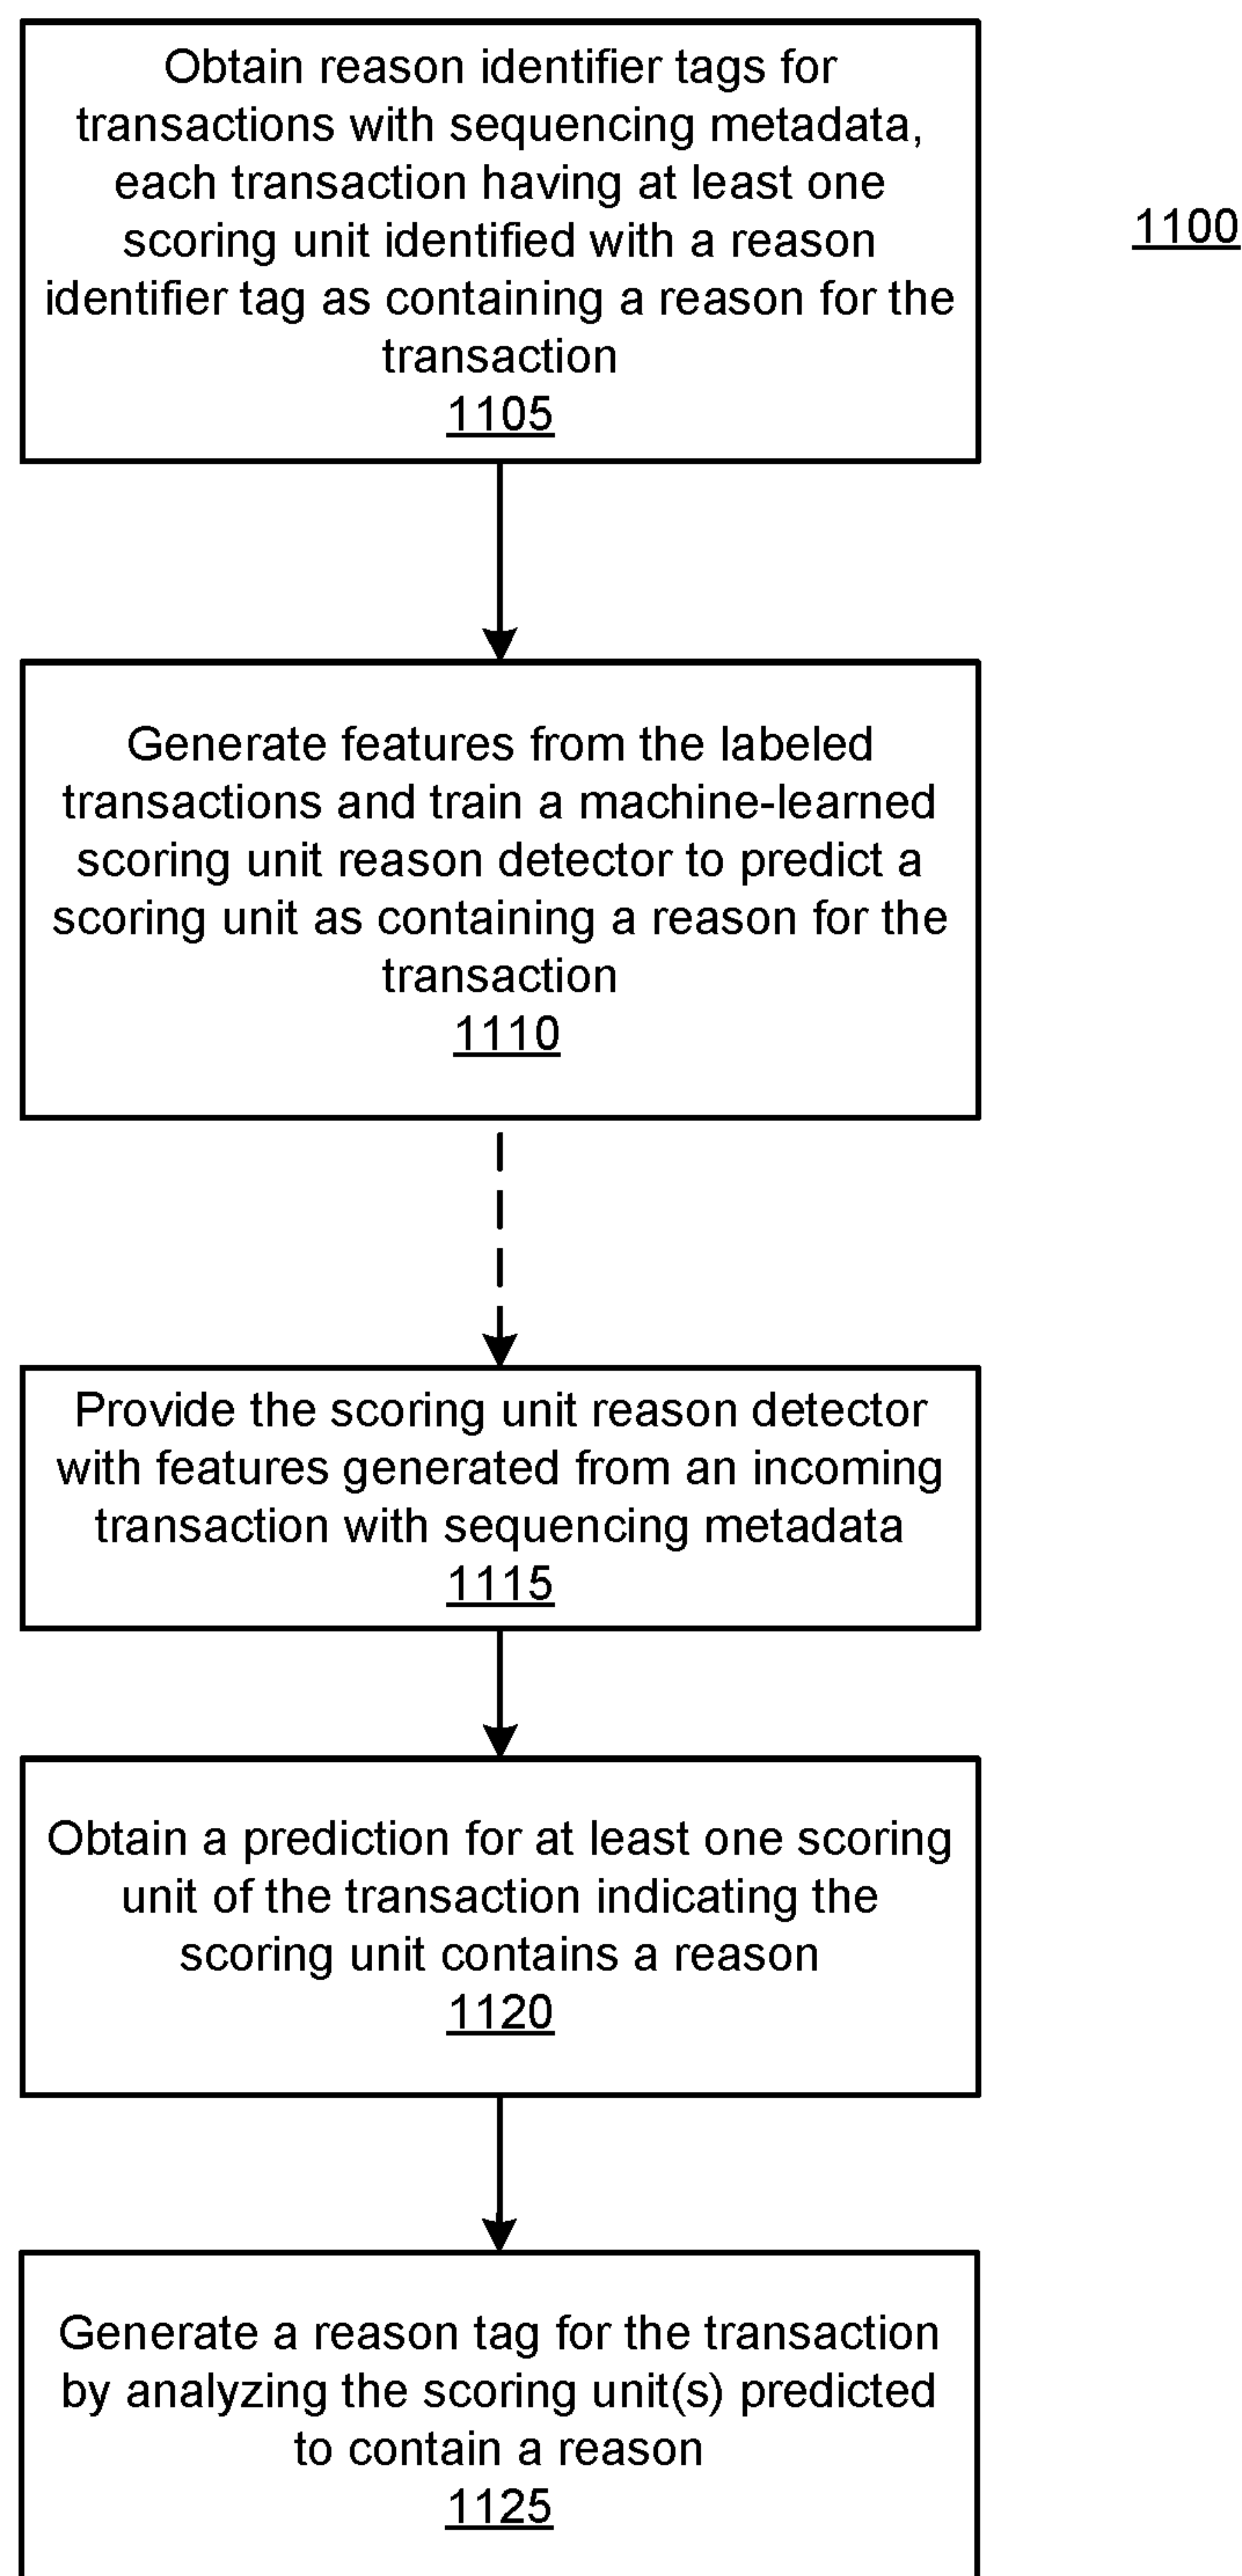 Obtain reason identifier tags for
transactions with sequencing metadata,
each transaction having at least one
scoring unit identified with a reason
identifier tag as containing a reason for the
transaction
1105
1100
Generate features from the labeled
transactions and train a machine-learned
scoring unit reason detector to predict a
scoring unit as containing a reason for the
transaction
1110
Provide the scoring unit reason detector
with features generated from an incoming
transaction with sequencing metadata
1115
Obtain a prediction for at least one scoring
unit of the transaction indicating the
scoring unit contains a reason
1120
Generate a reason tag for the transaction
by analyzing the scoring unit(s) predicted
to contain a reason
1125